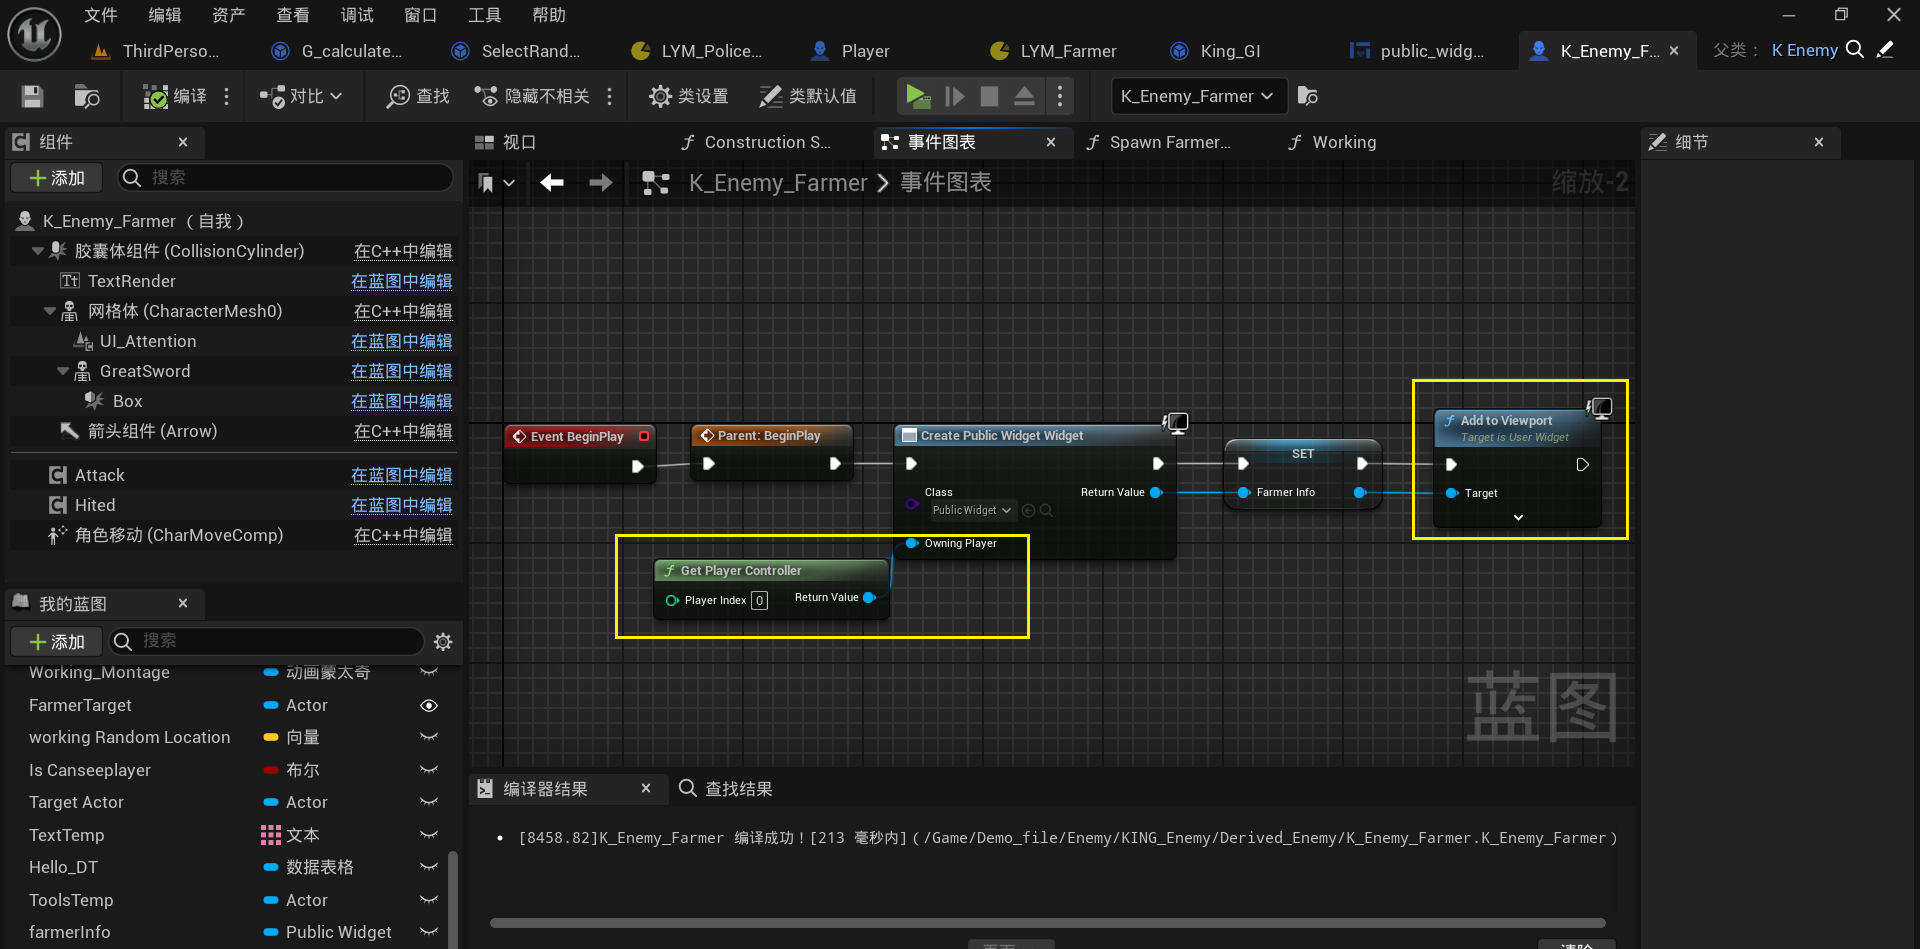 文件 编辑 资产 查看 调试 窗口 工具 帮助
ThirdPerso... G_calculate... SelectRand... LYM_Police... Player LYM_Farmer King_GI public_widg... K_Enemy_F... 父类： K Enemy
编译 对比 查找 隐藏不相关 类设置 类默认值 K_Enemy_Farmer
组件 视口 Construction S... 事件图表 Spawn Farmer... Working 细节
添加 搜索 K_Enemy_Farmer 事件图表 缩放-2
K_Enemy_Farmer （自我）
胶囊体组件 (CollisionCylinder) 在C++中编辑
TextRender 在蓝图中编辑
网格体 (CharacterMesh0) 在C++中编辑
UI_Attention 在蓝图中编辑
GreatSword 在蓝图中编辑
Box 在蓝图中编辑
箭头组件 (Arrow) 在C++中编辑
Attack 在蓝图中编辑
Hited 在蓝图中编辑
角色移动 (CharMoveComp) 在C++中编辑
Event BeginPlay
Parent: BeginPlay
Create Public Widget Widget
Class
Public Widget
Return Value
Owning Player
SET
Farmer Info
Add to Viewport
Target is User Widget
Target
Get Player Controller
Player Index 0 Return Value
蓝图
我的蓝图
添加 搜索
Working_Montage 动画蒙太奇
FarmerTarget Actor
working Random Location 向量
Is Canseeplayer 布尔
Target Actor Actor
TextTemp 文本
Hello_DT 数据表格
ToolsTemp Actor
farmerInfo Public Widget
编译器结果 查找结果
• [8458.82]K_Enemy_Farmer 编译成功！[213 毫秒内]（/Game/Demo_file/Enemy/KING_Enemy/Derived_Enemy/K_Enemy_Farmer.K_Enemy_Farmer）